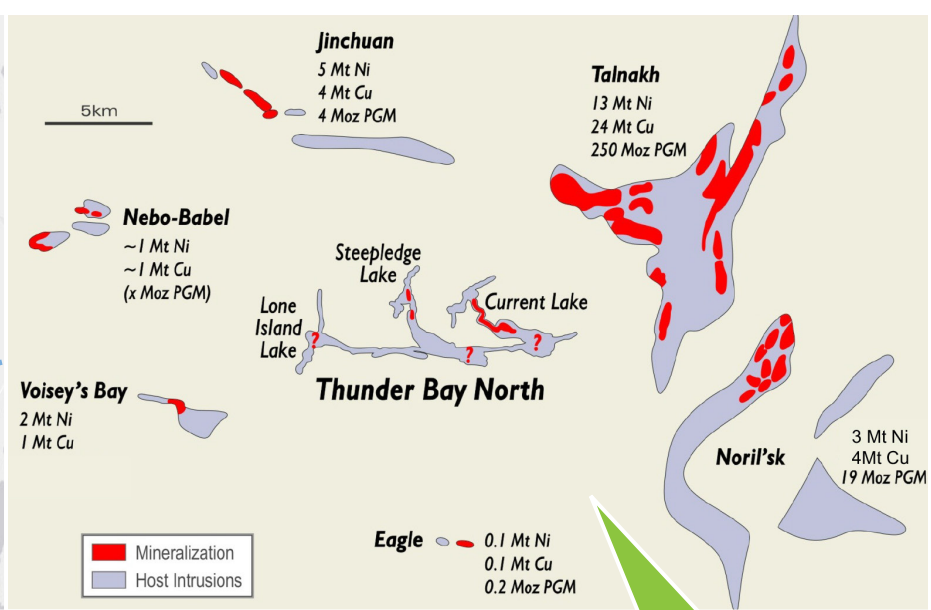 Jinchuan
5 Mt Ni
4 Mt Cu
4 Moz PGM
5km
Talnakh
13 Mt Ni
24 Mt Cu
250 Moz PGM
Nebo-Babel
~1 Mt Ni
~1 Mt Cu
(x Moz PGM)
Steepledge
Lake
Current Lake
Lone
Island
Lake
?
?
?
Thunder Bay North
Voisey's Bay
2 Mt Ni
1 Mt Cu
Noril'sk
3 Mt Ni
4Mt Cu
19 Moz PGM
Eagle
0.1 Mt Ni
0.1 Mt Cu
0.2 Moz PGM
Mineralization
Host Intrusions